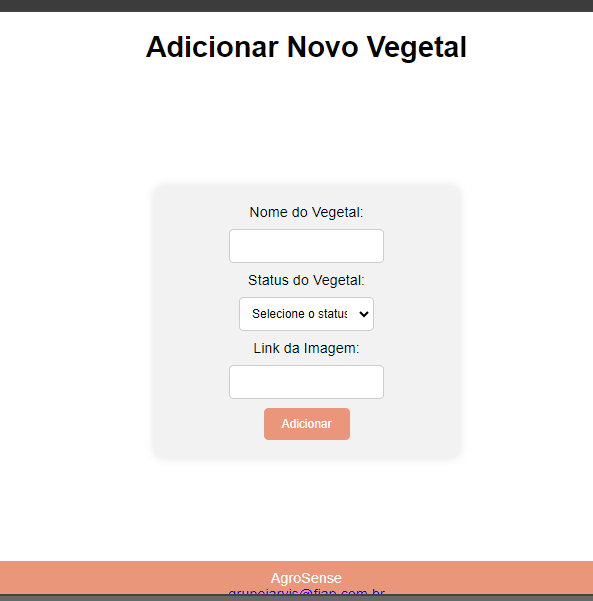 Adicionar Novo Vegetal
Nome do Vegetal:
Status do Vegetal:
Selecione o status
Link da Imagem:
Adicionar
AgroSense
grupojarvis@fiap.com.br